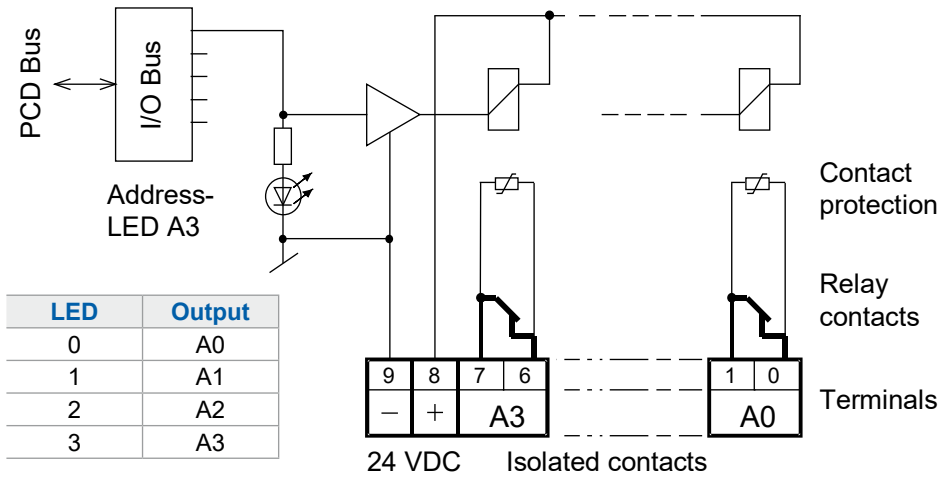 PCD Bus
I/O Bus
Address-
LED A3
Contact
protection
Relay
contacts
LED Output
0 A0
1 A1
2 A2
3 A3
9 8 7 6 1 0
− + A3 A0
Terminals
24 VDC Isolated contacts